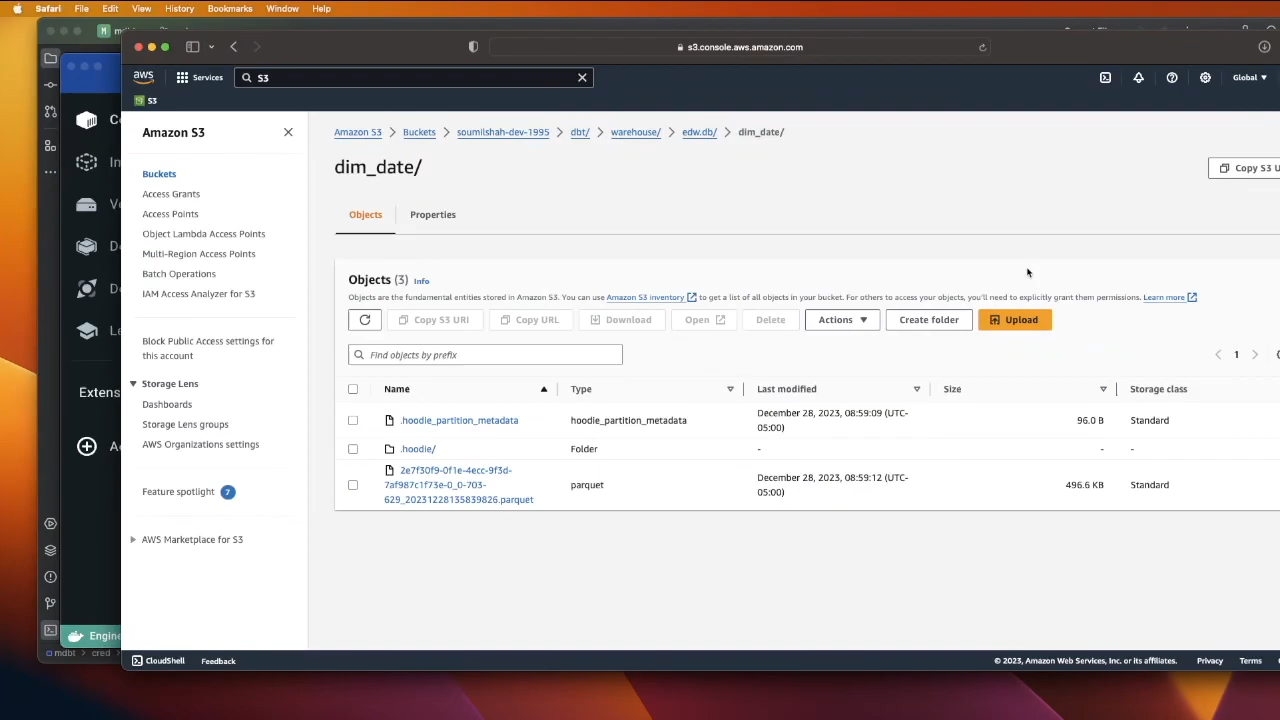 Safari File Edit View History Bookmarks Window Help
s3.console.aws.amazon.com
aws Services S3 Global
S3
Amazon S3
Buckets
Access Grants
Access Points
Object Lambda Access Points
Multi-Region Access Points
Batch Operations
IAM Access Analyzer for S3
Block Public Access settings for
this account
Storage Lens
Dashboards
Storage Lens groups
AWS Organizations settings
Feature spotlight 7
AWS Marketplace for S3
Amazon S3 > Buckets > soumilshah-dev-1995 > dbt/ > warehouse/ > edw.db/ > dim_date/
dim_date/
Copy S3 U
Objects Properties
Objects (3) Info
Objects are the fundamental entities stored in Amazon S3. You can use Amazon S3 inventory to get a list of all objects in your bucket. For others to access your objects, you'll need to explicitly grant them permissions. Learn more
Copy S3 URI Copy URL Download Open Delete Actions Create folder Upload
Find objects by prefix
1
Name Type Last modified Size Storage class
.hoodie_partition_metadata hoodie_partition_metadata December 28, 2023, 08:59:09 (UTC-
05:00) 96.0 B Standard
.hoodie/ Folder - - -
2e7f30f9-0f1e-4ecc-9f3d-
7af987c1f73e-0_0-703-
629_20231228135839826.parquet
parquet December 28, 2023, 08:59:12 (UTC-
05:00) 496.6 KB Standard
Extens
Engine
mdbt > cred >
CloudShell Feedback © 2023, Amazon Web Services, Inc. or its affiliates. Privacy Terms